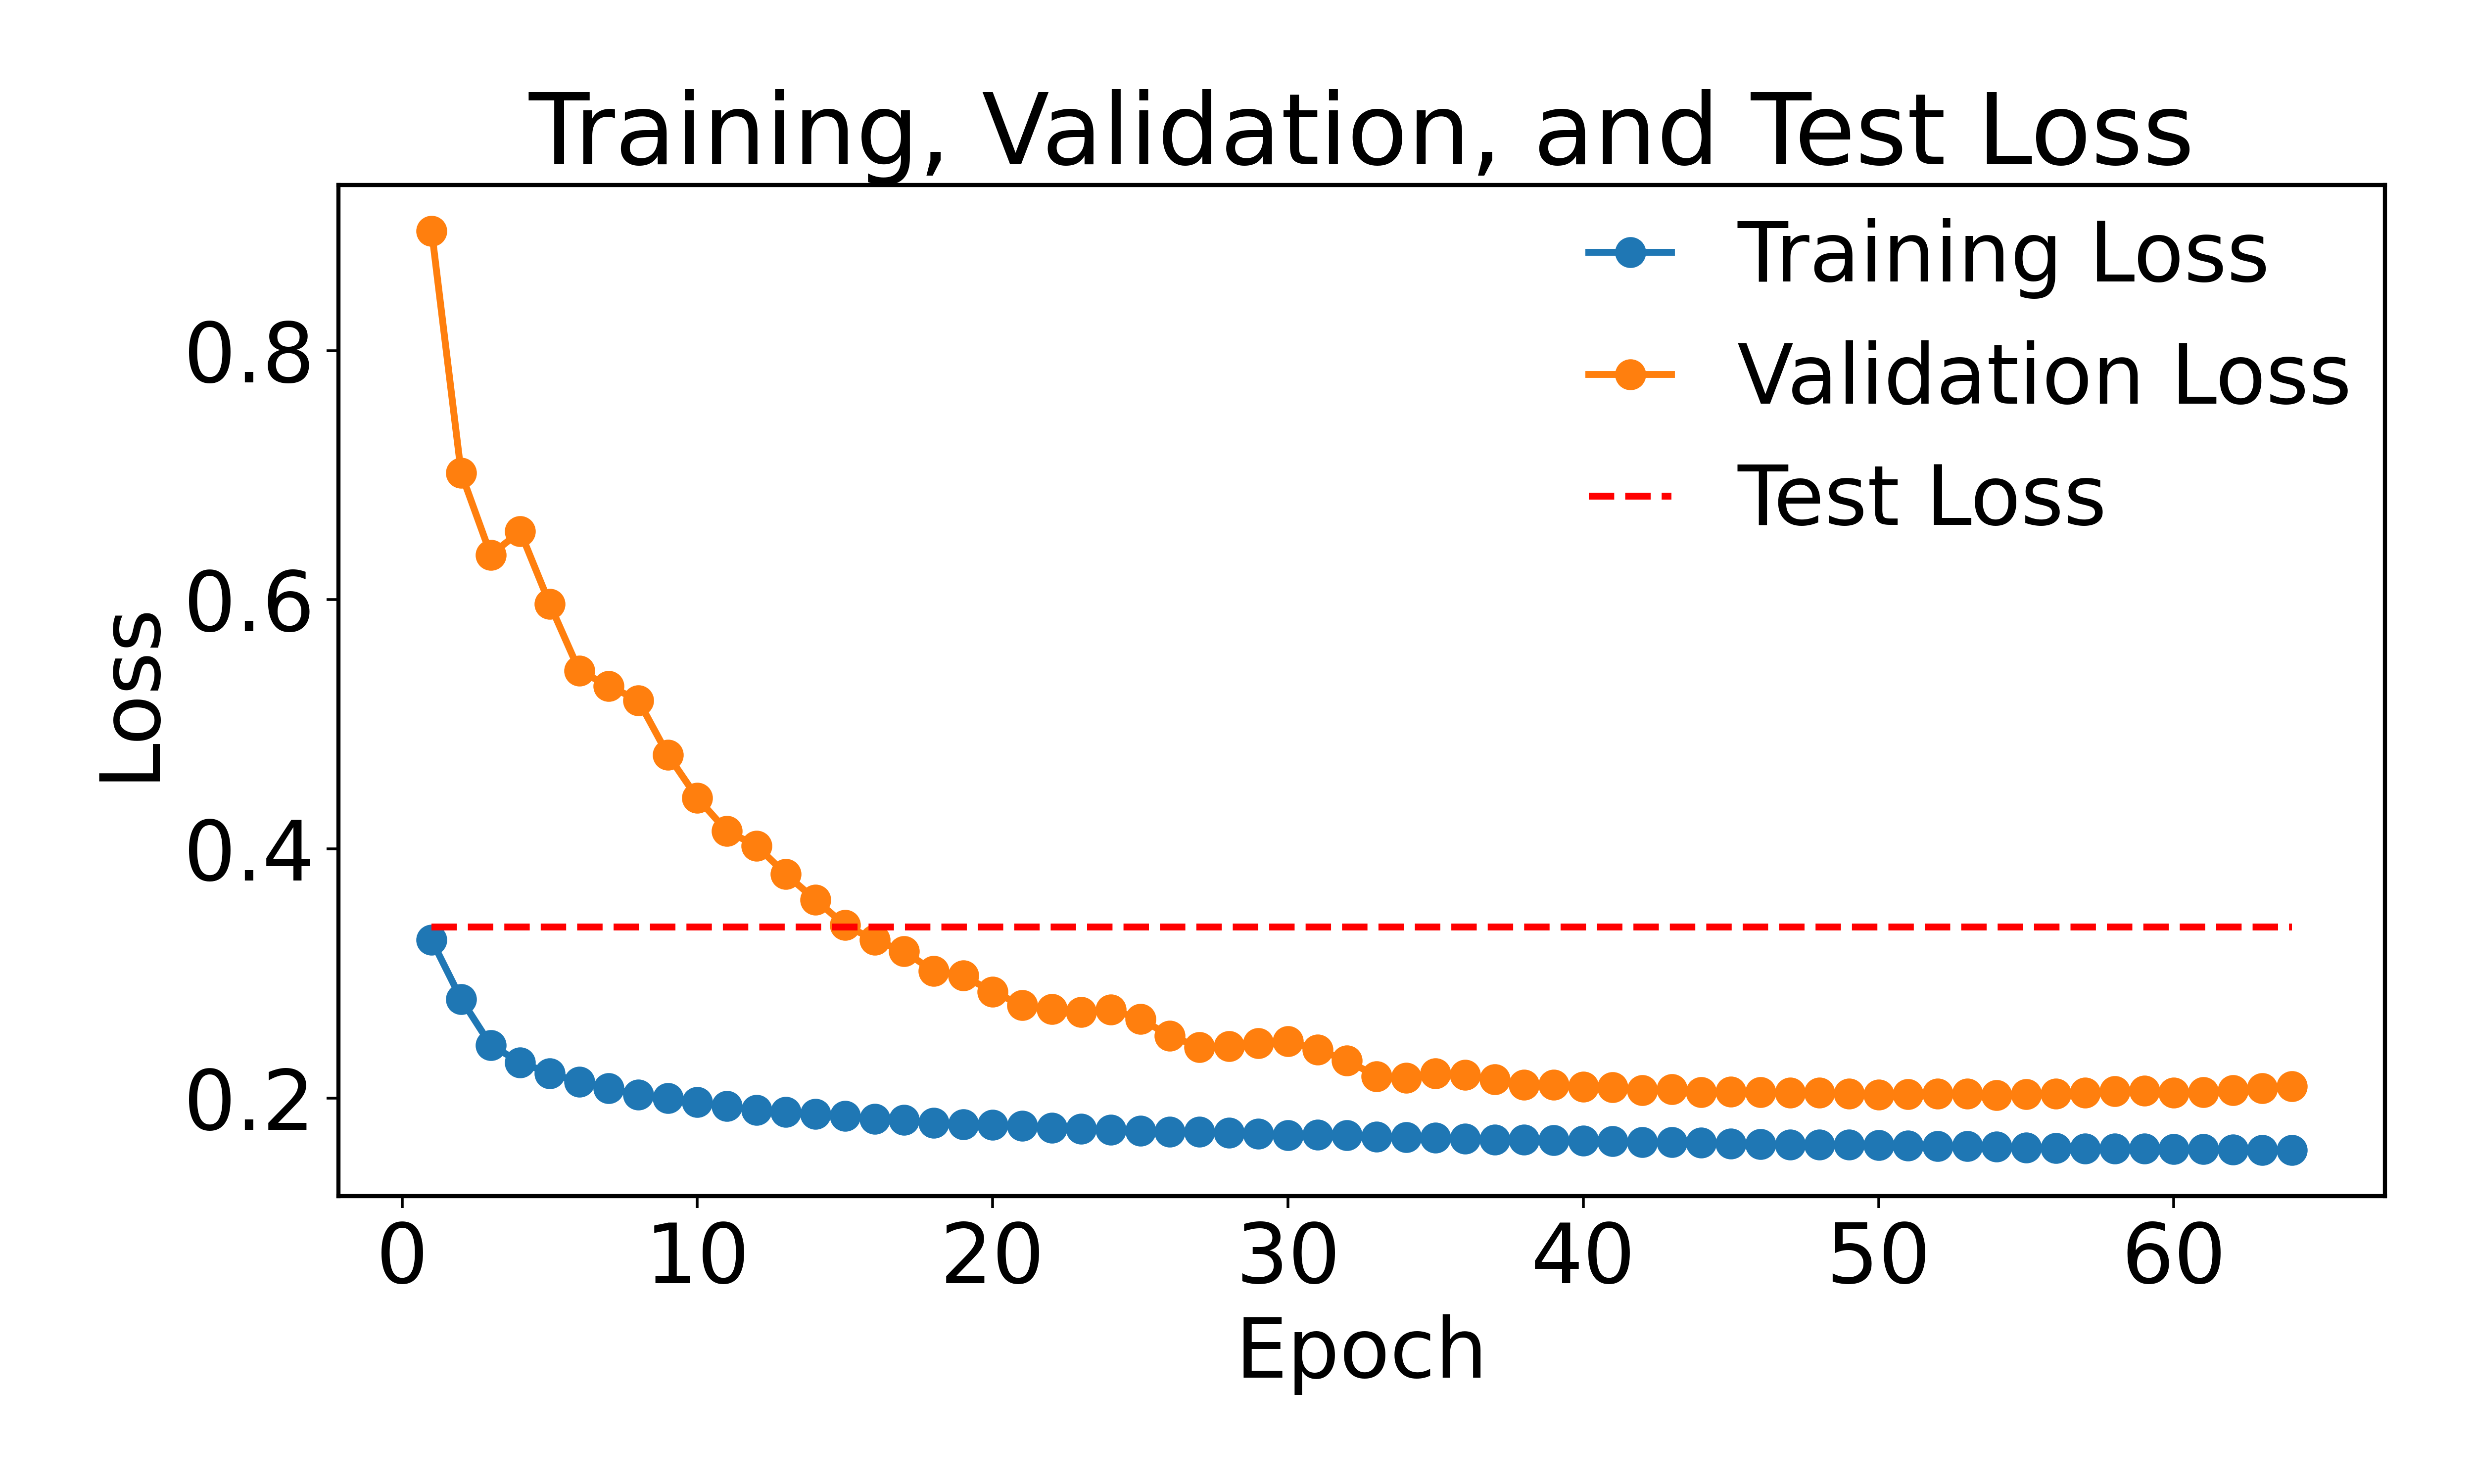 Training, Validation, and Test Loss
Training Loss
Validation Loss
Test Loss
Loss
0.8
0.6
0.4
0.2
0 10 20 30 40 50 60
Epoch